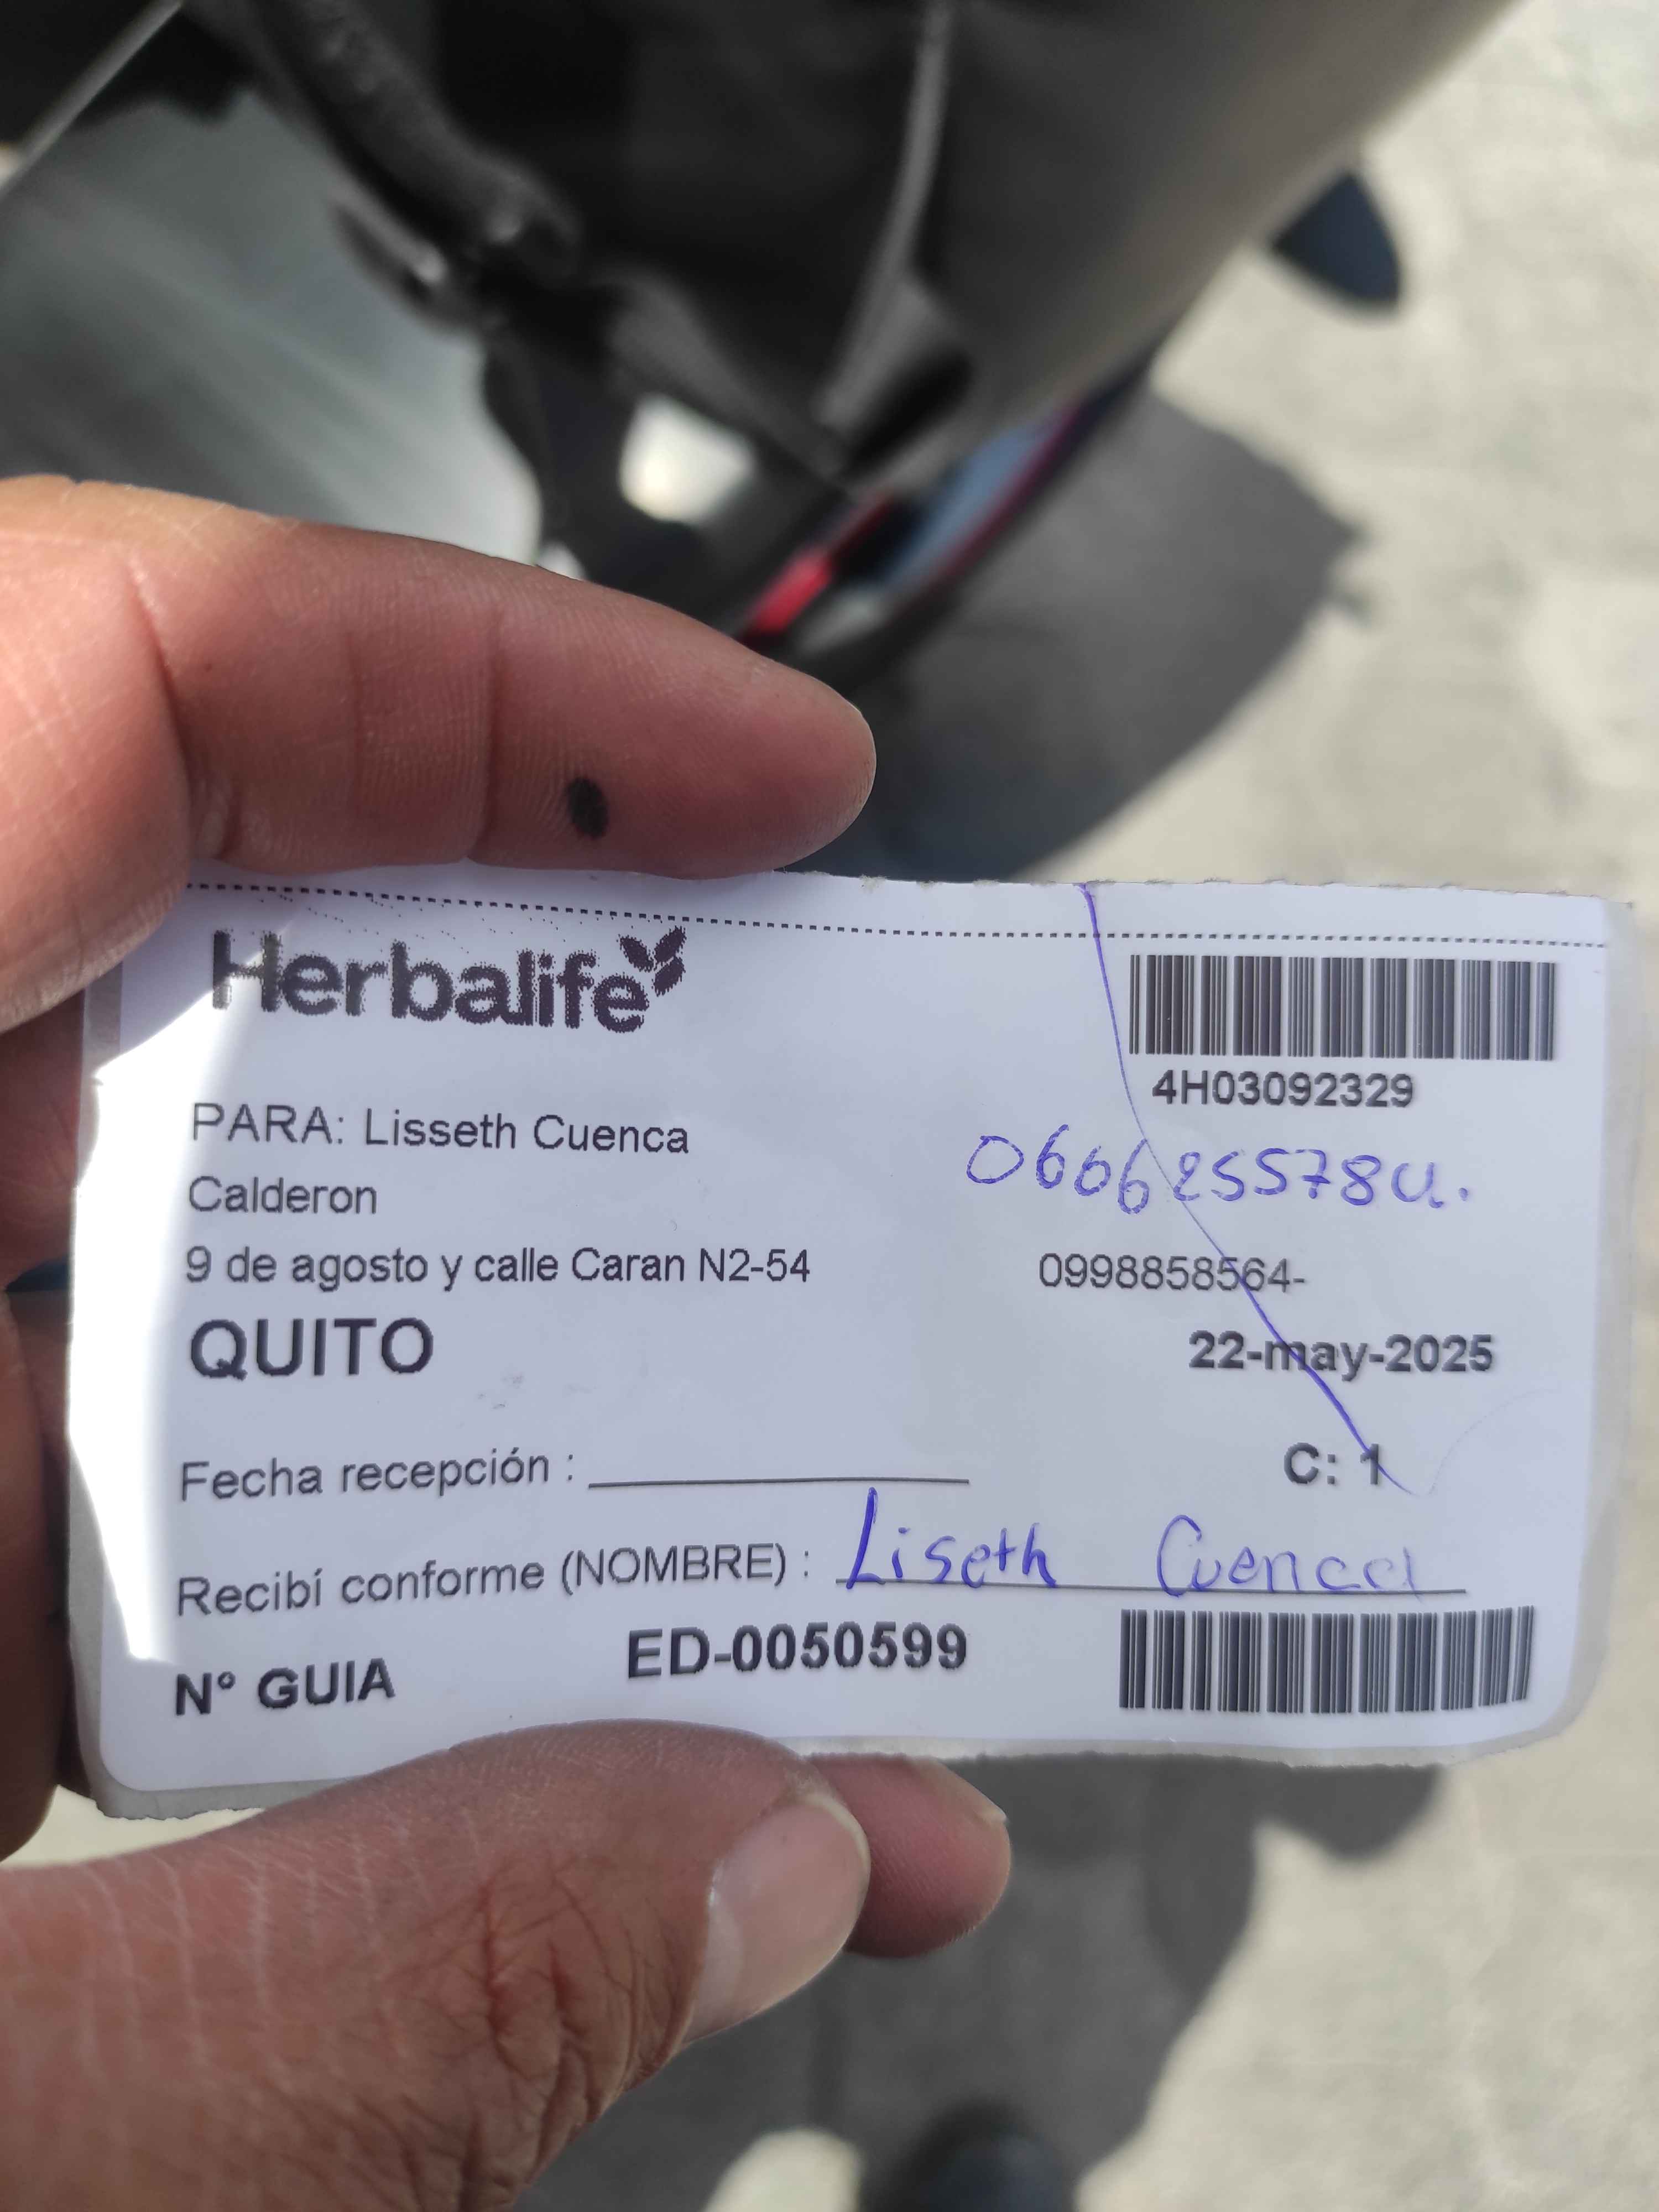 Herbalife
4H03092329
PARA: Lisseth Cuenca
Calderon
9 de agosto y calle Caran N2-54
0998858564-
QUITO
22-may-2025
Fecha recepción :
C: 1
Recibí conforme (NOMBRE) : Liseth Cuenca
Nº GUIA
ED-0050599